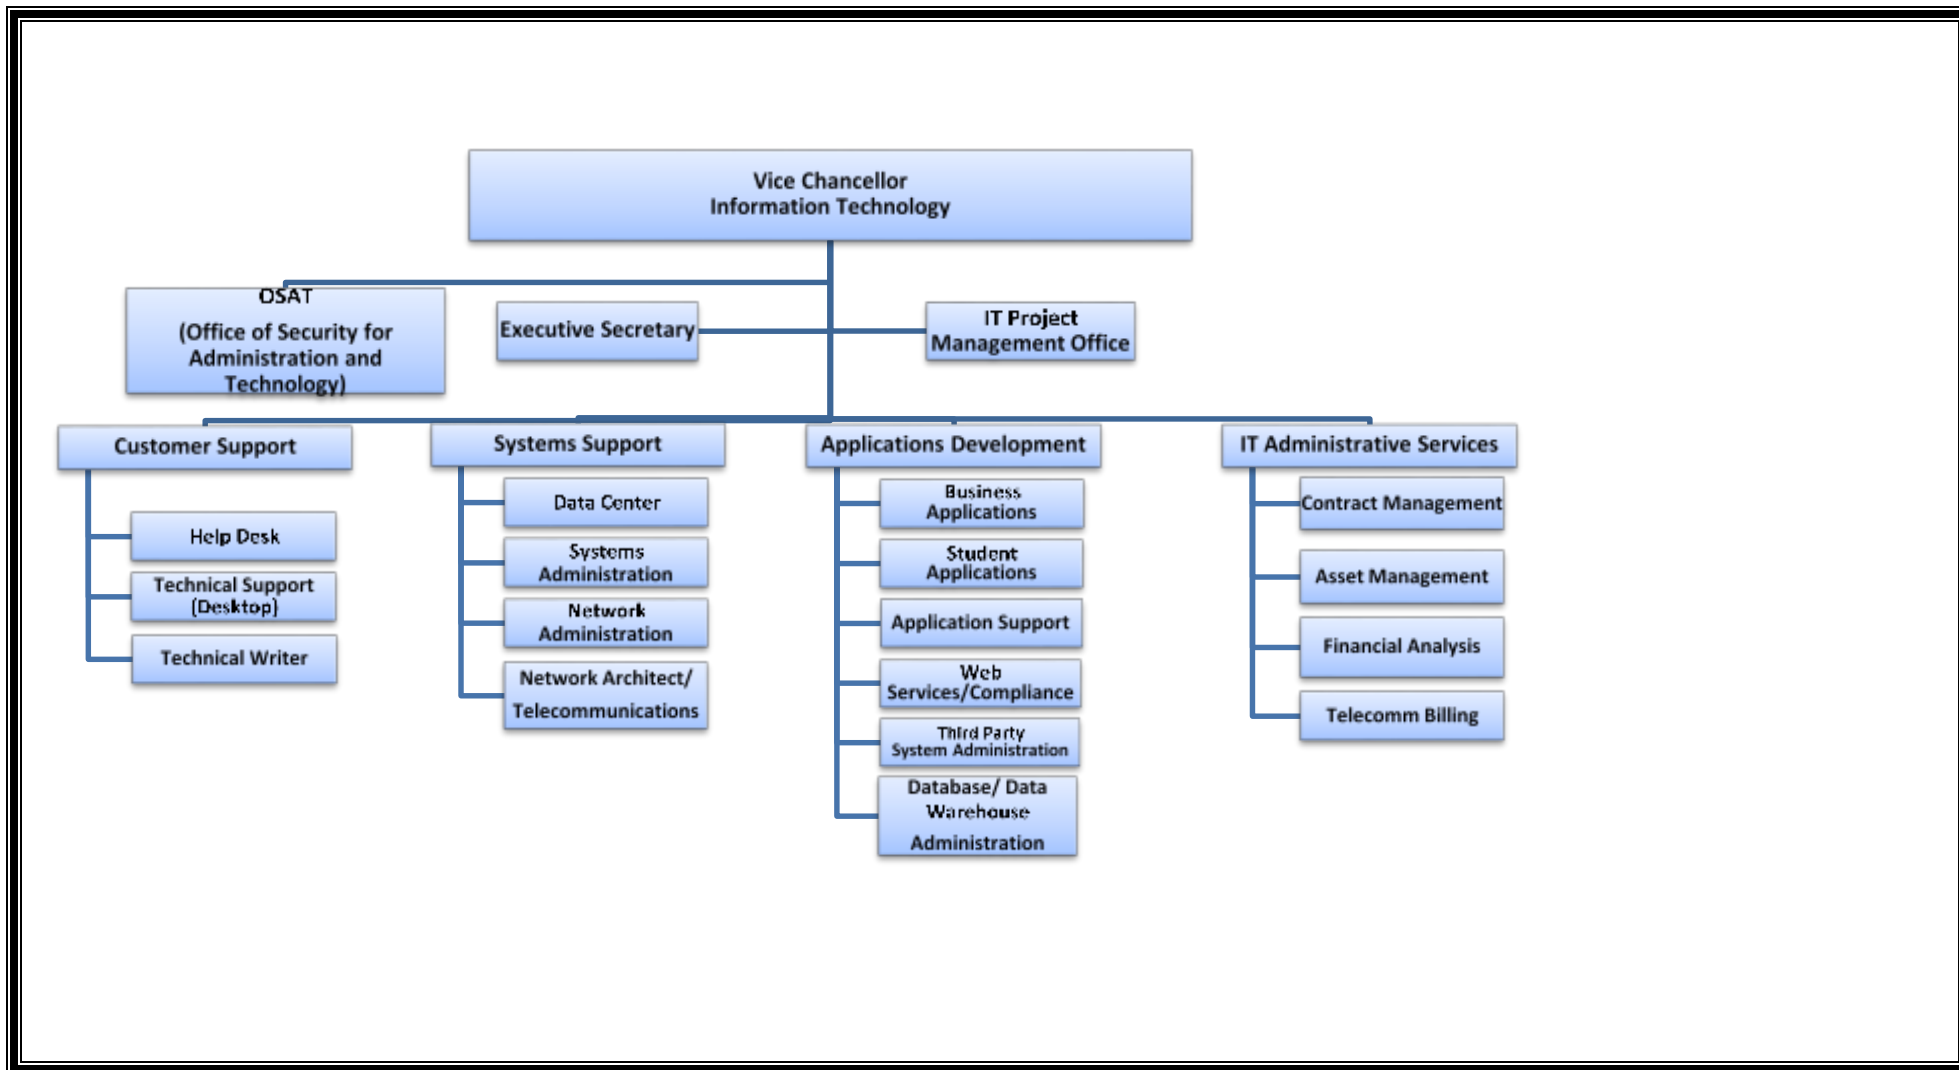 Vice Chancellor
Information Technology
OSAT
(Office of Security for
Administration and
Technology)
Executive Secretary
IT Project
Management Office
Customer Support
Help Desk
Technical Support
(Desktop)
Technical Writer
Systems Support
Data Center
Systems
Administration
Network
Administration
Network Architect/
Telecommunications
Applications Development
Business
Applications
Student
Applications
Application Support
Web
Services/Compliance
Third Party
System Administration
Database/ Data
Warehouse
Administration
IT Administrative Services
Contract Management
Asset Management
Financial Analysis
Telecomm Billing